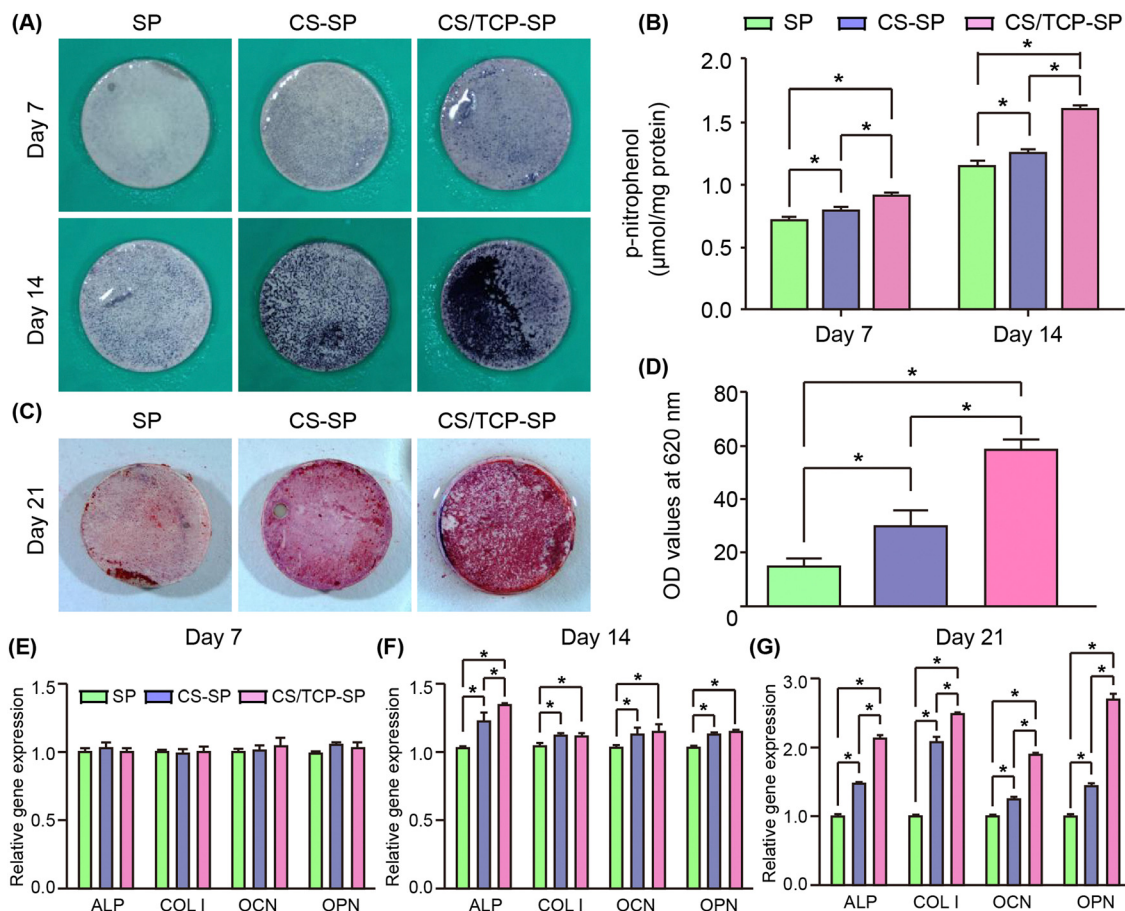 (A)
SP
CS-SP
CS/TCP-SP
Day 7
Day 14
(B)
SP
CS-SP
CS/TCP-SP
p-nitrophenol
(μmol/mg protein)
2.0
1.5
1.0
0.5
0.0
*
*
*
*
*
*
Day 7
Day 14
(C)
SP
CS-SP
CS/TCP-SP
Day 21
(D)
OD values at 620 nm
80
60
40
20
0
*
*
*
(E)
Day 7
SP
CS-SP
CS/TCP-SP
Relative gene expression
1.5
1.0
0.5
0.0
ALP
COL I
OCN
OPN
(F)
Day 14
Relative gene expression
1.5
1.0
0.5
0.0
*
*
*
*
*
*
*
*
*
ALP
COL I
OCN
OPN
(G)
Day 21
Relative gene expression
3.0
2.0
1.0
0.0
*
*
*
*
*
*
*
*
*
*
*
*
ALP
COL I
OCN
OPN